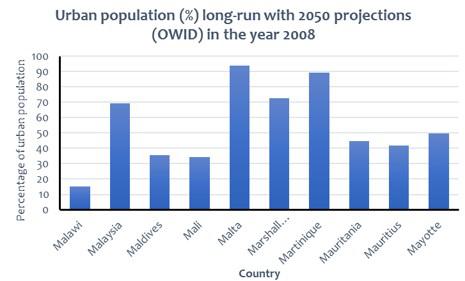 Urban population (%) long-run with 2050 projections
(OWID) in the year 2008
Percentage of urban population
100
90
80
70
60
50
40
30
20
10
0
Malawi
Malaysia
Maldives
Mali
Malta
Marshall...
Martinique
Mauritania
Mauritius
Mayotte
Country